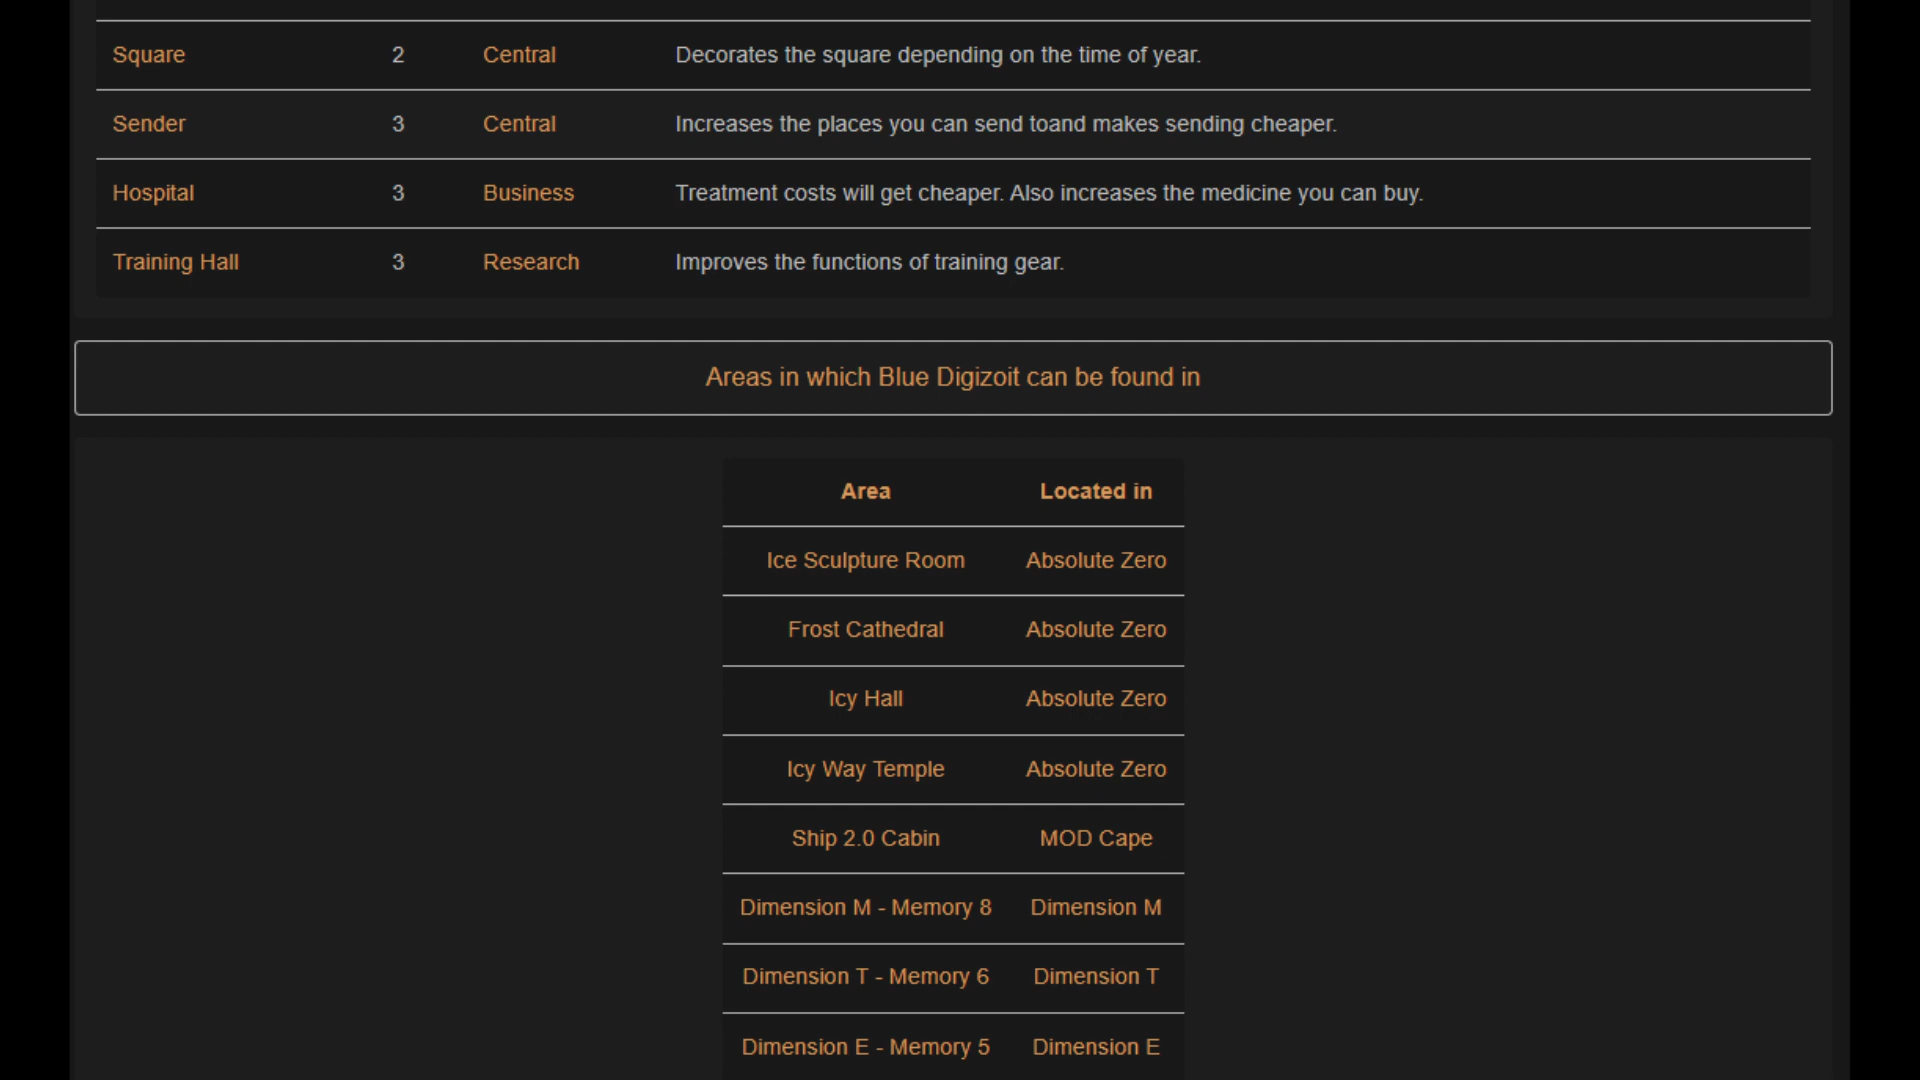 Square 2 Central Decorates the square depending on the time of year.
Sender 3 Central Increases the places you can send toand makes sending cheaper.
Hospital 3 Business Treatment costs will get cheaper. Also increases the medicine you can buy.
Training Hall 3 Research Improves the functions of training gear.
Areas in which Blue Digizoit can be found in
Area Located in
Ice Sculpture Room Absolute Zero
Frost Cathedral Absolute Zero
Icy Hall Absolute Zero
Icy Way Temple Absolute Zero
Ship 2.0 Cabin MOD Cape
Dimension M - Memory 8 Dimension M
Dimension T - Memory 6 Dimension T
Dimension E - Memory 5 Dimension E